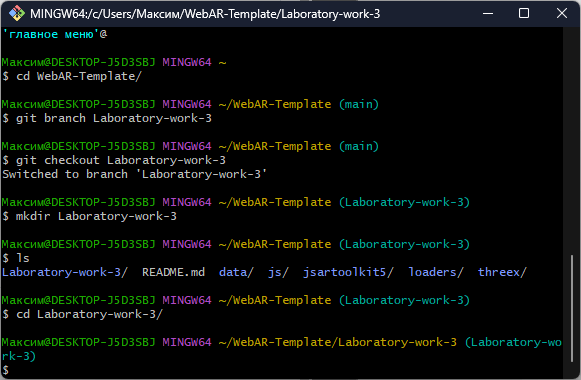 MINGW64:/c/Users/Максим/WebAR-Template/Laboratory-work-3
'главное меню'@
Максим@DESKTOP-J5D3SBJ MINGW64 ~
$ cd WebAR-Template/
Максим@DESKTOP-J5D3SBJ MINGW64 ~/WebAR-Template (main)
$ git branch Laboratory-work-3
Максим@DESKTOP-J5D3SBJ MINGW64 ~/WebAR-Template (main)
$ git checkout Laboratory-work-3
Switched to branch 'Laboratory-work-3'
Максим@DESKTOP-J5D3SBJ MINGW64 ~/WebAR-Template (Laboratory-work-3)
$ mkdir Laboratory-work-3
Максим@DESKTOP-J5D3SBJ MINGW64 ~/WebAR-Template (Laboratory-work-3)
$ ls
Laboratory-work-3/  README.md  data/  js/  jsartoolkit5/  loaders/  threex/
Максим@DESKTOP-J5D3SBJ MINGW64 ~/WebAR-Template (Laboratory-work-3)
$ cd Laboratory-work-3/
Максим@DESKTOP-J5D3SBJ MINGW64 ~/WebAR-Template/Laboratory-work-3 (Laboratory-wo
rk-3)
$